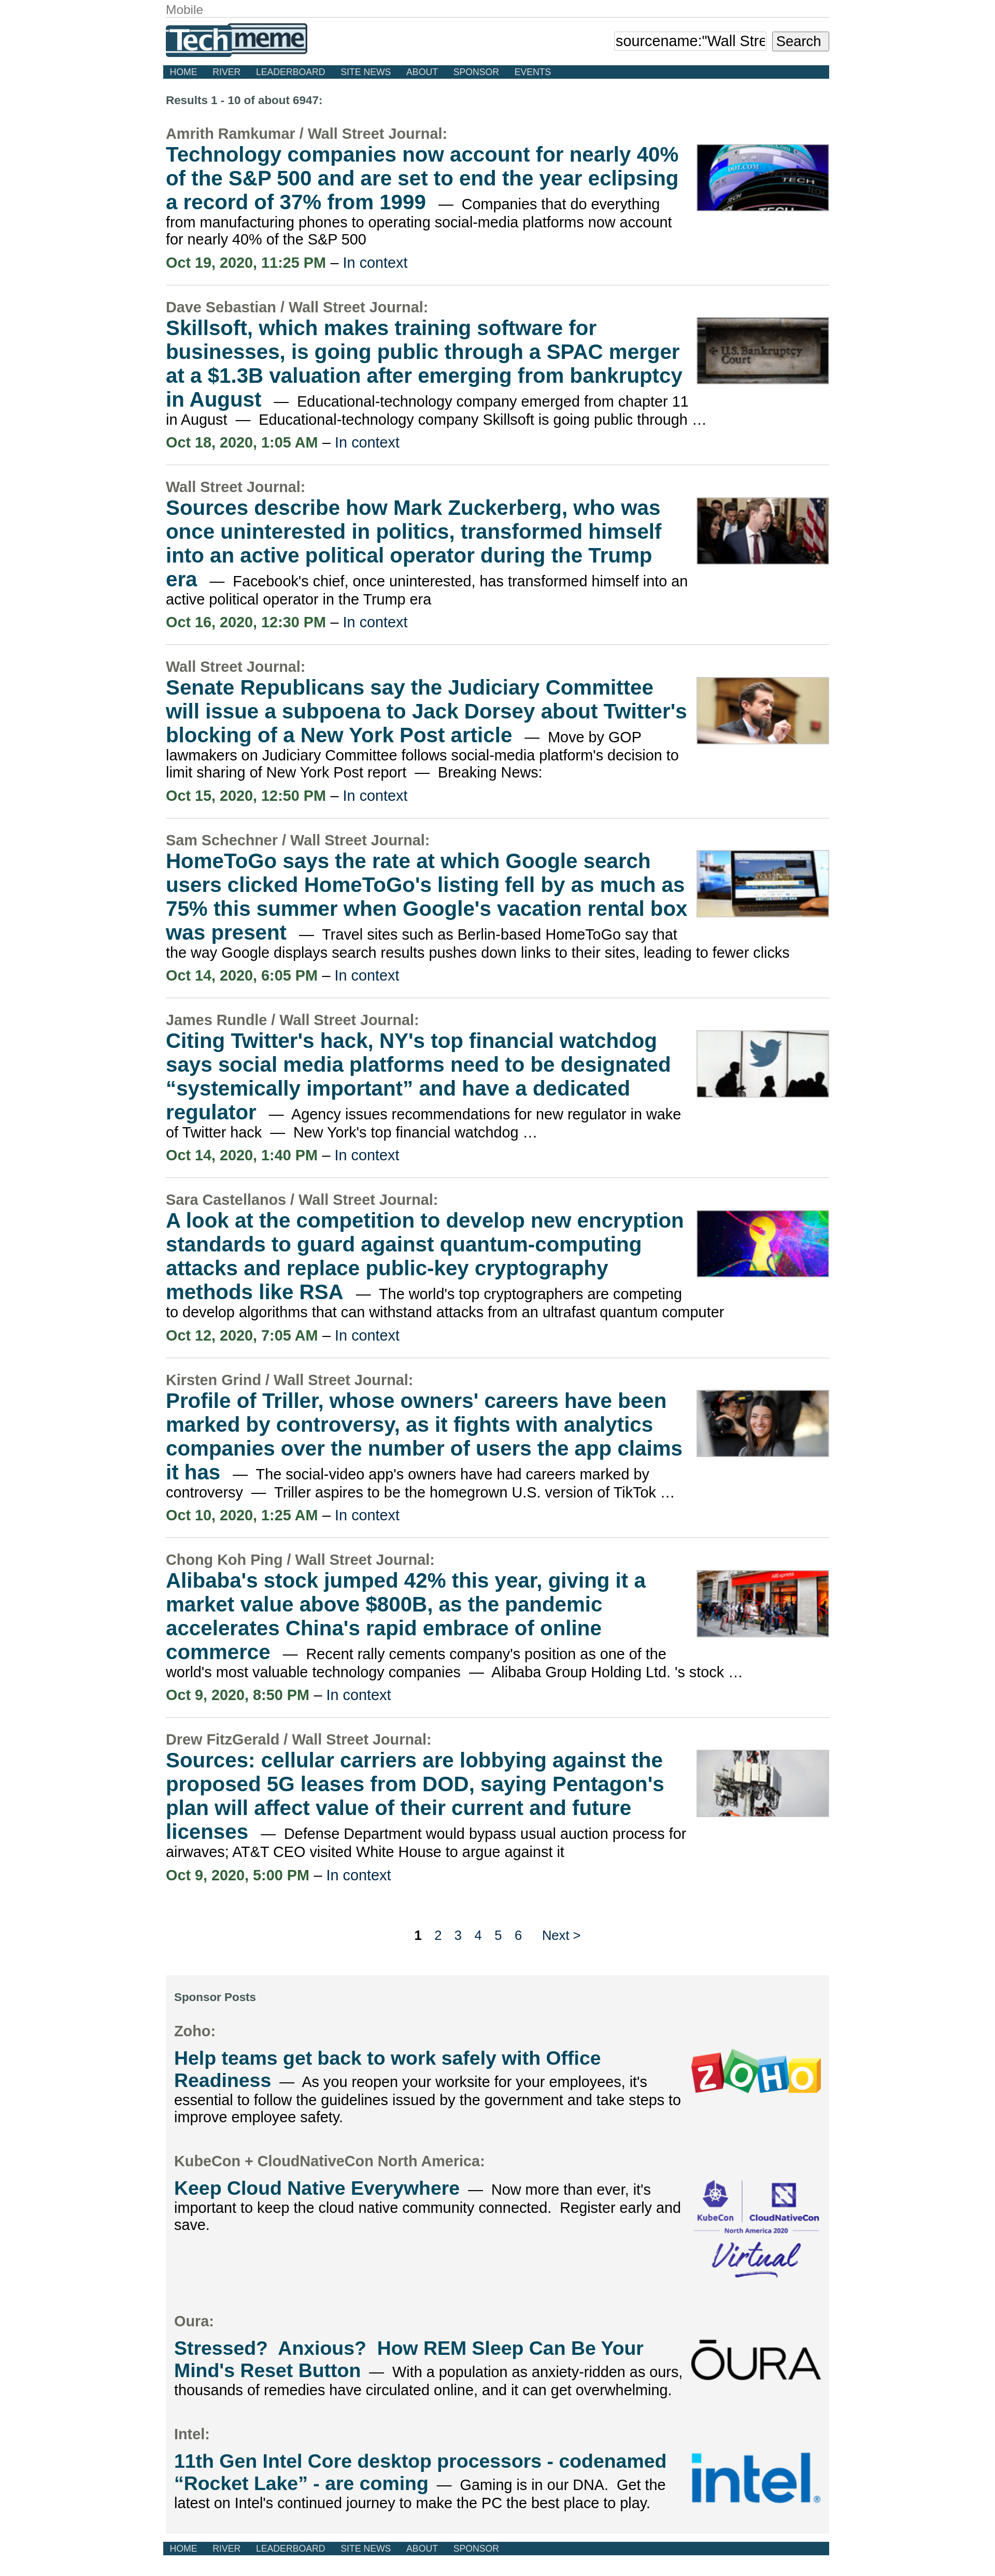 Mobile
Techmeme
sourcename:"Wall Stre
Search
HOME RIVER LEADERBOARD SITE NEWS ABOUT SPONSOR EVENTS
Results 1 - 10 of about 6947:
Amrith Ramkumar / Wall Street Journal:
Technology companies now account for nearly 40%
of the S&P 500 and are set to end the year eclipsing
a record of 37% from 1999 — Companies that do everything
from manufacturing phones to operating social-media platforms now account
for nearly 40% of the S&P 500
Oct 19, 2020, 11:25 PM – In context
DOT.COM
TECH
TECH
Dave Sebastian / Wall Street Journal:
Skillsoft, which makes training software for
businesses, is going public through a SPAC merger
at a $1.3B valuation after emerging from bankruptcy
in August — Educational-technology company emerged from chapter 11
in August — Educational-technology company Skillsoft is going public through …
Oct 18, 2020, 1:05 AM – In context
U.S. Bankruptcy
Court
Wall Street Journal:
Sources describe how Mark Zuckerberg, who was
once uninterested in politics, transformed himself
into an active political operator during the Trump
era — Facebook's chief, once uninterested, has transformed himself into an
active political operator in the Trump era
Oct 16, 2020, 12:30 PM – In context
Wall Street Journal:
Senate Republicans say the Judiciary Committee
will issue a subpoena to Jack Dorsey about Twitter's
blocking of a New York Post article — Move by GOP
lawmakers on Judiciary Committee follows social-media platform's decision to
limit sharing of New York Post report — Breaking News:
Oct 15, 2020, 12:50 PM – In context
Sam Schechner / Wall Street Journal:
HomeToGo says the rate at which Google search
users clicked HomeToGo's listing fell by as much as
75% this summer when Google's vacation rental box
was present — Travel sites such as Berlin-based HomeToGo say that
the way Google displays search results pushes down links to their sites, leading to fewer clicks
Oct 14, 2020, 6:05 PM – In context
James Rundle / Wall Street Journal:
Citing Twitter's hack, NY's top financial watchdog
says social media platforms need to be designated
“systemically important” and have a dedicated
regulator — Agency issues recommendations for new regulator in wake
of Twitter hack — New York's top financial watchdog …
Oct 14, 2020, 1:40 PM – In context
Sara Castellanos / Wall Street Journal:
A look at the competition to develop new encryption
standards to guard against quantum-computing
attacks and replace public-key cryptography
methods like RSA — The world's top cryptographers are competing
to develop algorithms that can withstand attacks from an ultrafast quantum computer
Oct 12, 2020, 7:05 AM – In context
Kirsten Grind / Wall Street Journal:
Profile of Triller, whose owners' careers have been
marked by controversy, as it fights with analytics
companies over the number of users the app claims
it has — The social-video app's owners have had careers marked by
controversy — Triller aspires to be the homegrown U.S. version of TikTok …
Oct 10, 2020, 1:25 AM – In context
Chong Koh Ping / Wall Street Journal:
Alibaba's stock jumped 42% this year, giving it a
market value above $800B, as the pandemic
accelerates China's rapid embrace of online
commerce — Recent rally cements company's position as one of the
world's most valuable technology companies — Alibaba Group Holding Ltd. 's stock …
Oct 9, 2020, 8:50 PM – In context
Drew FitzGerald / Wall Street Journal:
Sources: cellular carriers are lobbying against the
proposed 5G leases from DOD, saying Pentagon's
plan will affect value of their current and future
licenses — Defense Department would bypass usual auction process for
airwaves; AT&T CEO visited White House to argue against it
Oct 9, 2020, 5:00 PM – In context
1 2 3 4 5 6 Next >
Sponsor Posts
Zoho:
Help teams get back to work safely with Office
Readiness — As you reopen your worksite for your employees, it's
essential to follow the guidelines issued by the government and take steps to
improve employee safety.
ZOHO
KubeCon + CloudNativeCon North America:
Keep Cloud Native Everywhere — Now more than ever, it's
important to keep the cloud native community connected. Register early and
save.
KubeCon CloudNativeCon
North America 2020
Virtual
Oura:
Stressed? Anxious? How REM Sleep Can Be Your
Mind's Reset Button — With a population as anxiety-ridden as ours,
thousands of remedies have circulated online, and it can get overwhelming.
ŌURA
Intel:
11th Gen Intel Core desktop processors - codenamed
“Rocket Lake” - are coming — Gaming is in our DNA. Get the
latest on Intel's continued journey to make the PC the best place to play.
intel®
HOME RIVER LEADERBOARD SITE NEWS ABOUT SPONSOR